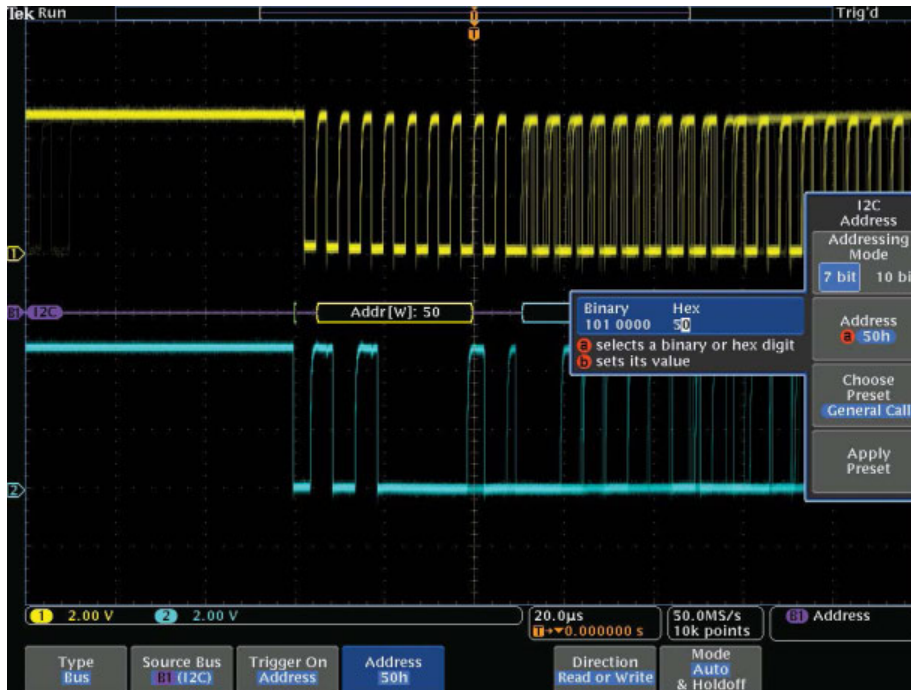 Tek Run
Trig'd
T
T
1
B1 I2C
Addr[W]: 50
2
I2C
Address
Addressing
Mode
7 bit 10 bi
Address
a 50h
Choose
Preset
General Call
Apply
Preset
Binary Hex
101 0000 50
a selects a binary or hex digit
b sets its value
1 2.00 V 2 2.00 V
20.0μs
T→▼0.000000 s
50.0MS/s
10k points
B1 Address
Type
Bus
Source Bus
B1 (I2C)
Trigger On
Address
Address
50h
Direction
Read or Write
Mode
Auto
& Holdoff